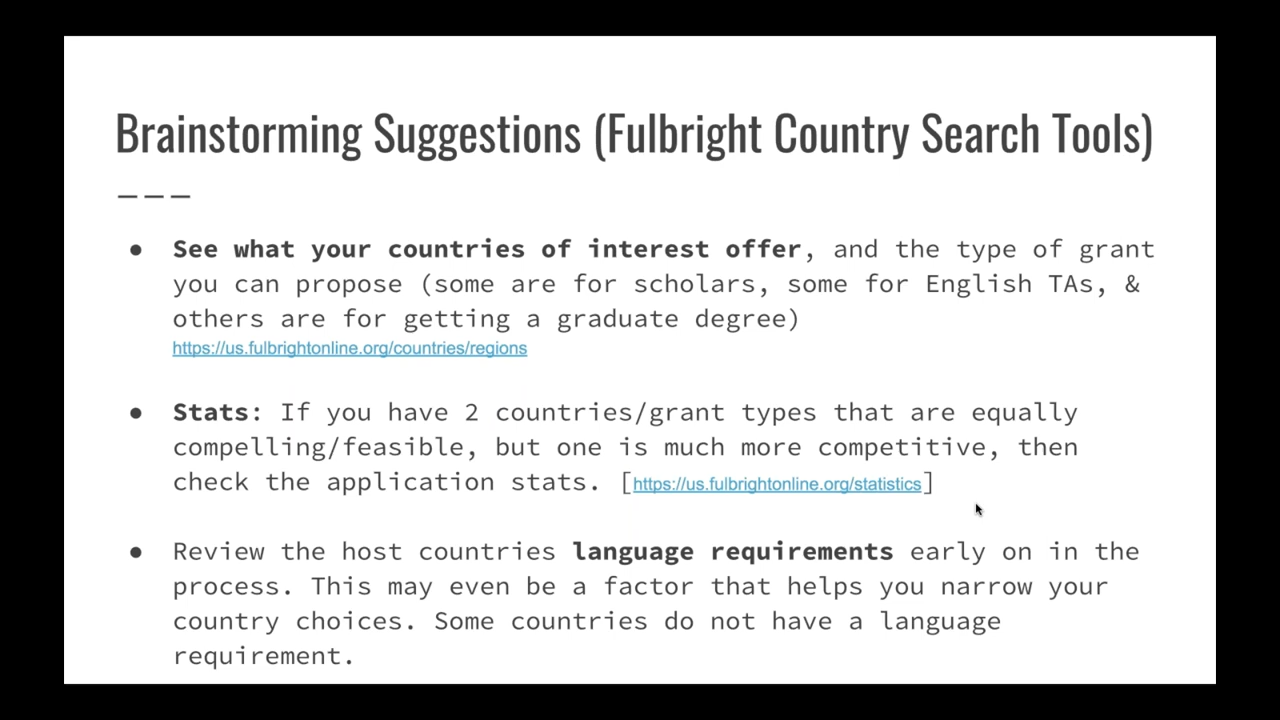 Brainstorming Suggestions (Fulbright Country Search Tools)
● See what your countries of interest offer, and the type of grant
you can propose (some are for scholars, some for English TAs, &
others are for getting a graduate degree)
https://us.fulbrightonline.org/countries/regions
● Stats: If you have 2 countries/grant types that are equally
compelling/feasible, but one is much more competitive, then
check the application stats. [https://us.fulbrightonline.org/statistics]
● Review the host countries language requirements early on in the
process. This may even be a factor that helps you narrow your
country choices. Some countries do not have a language
requirement.